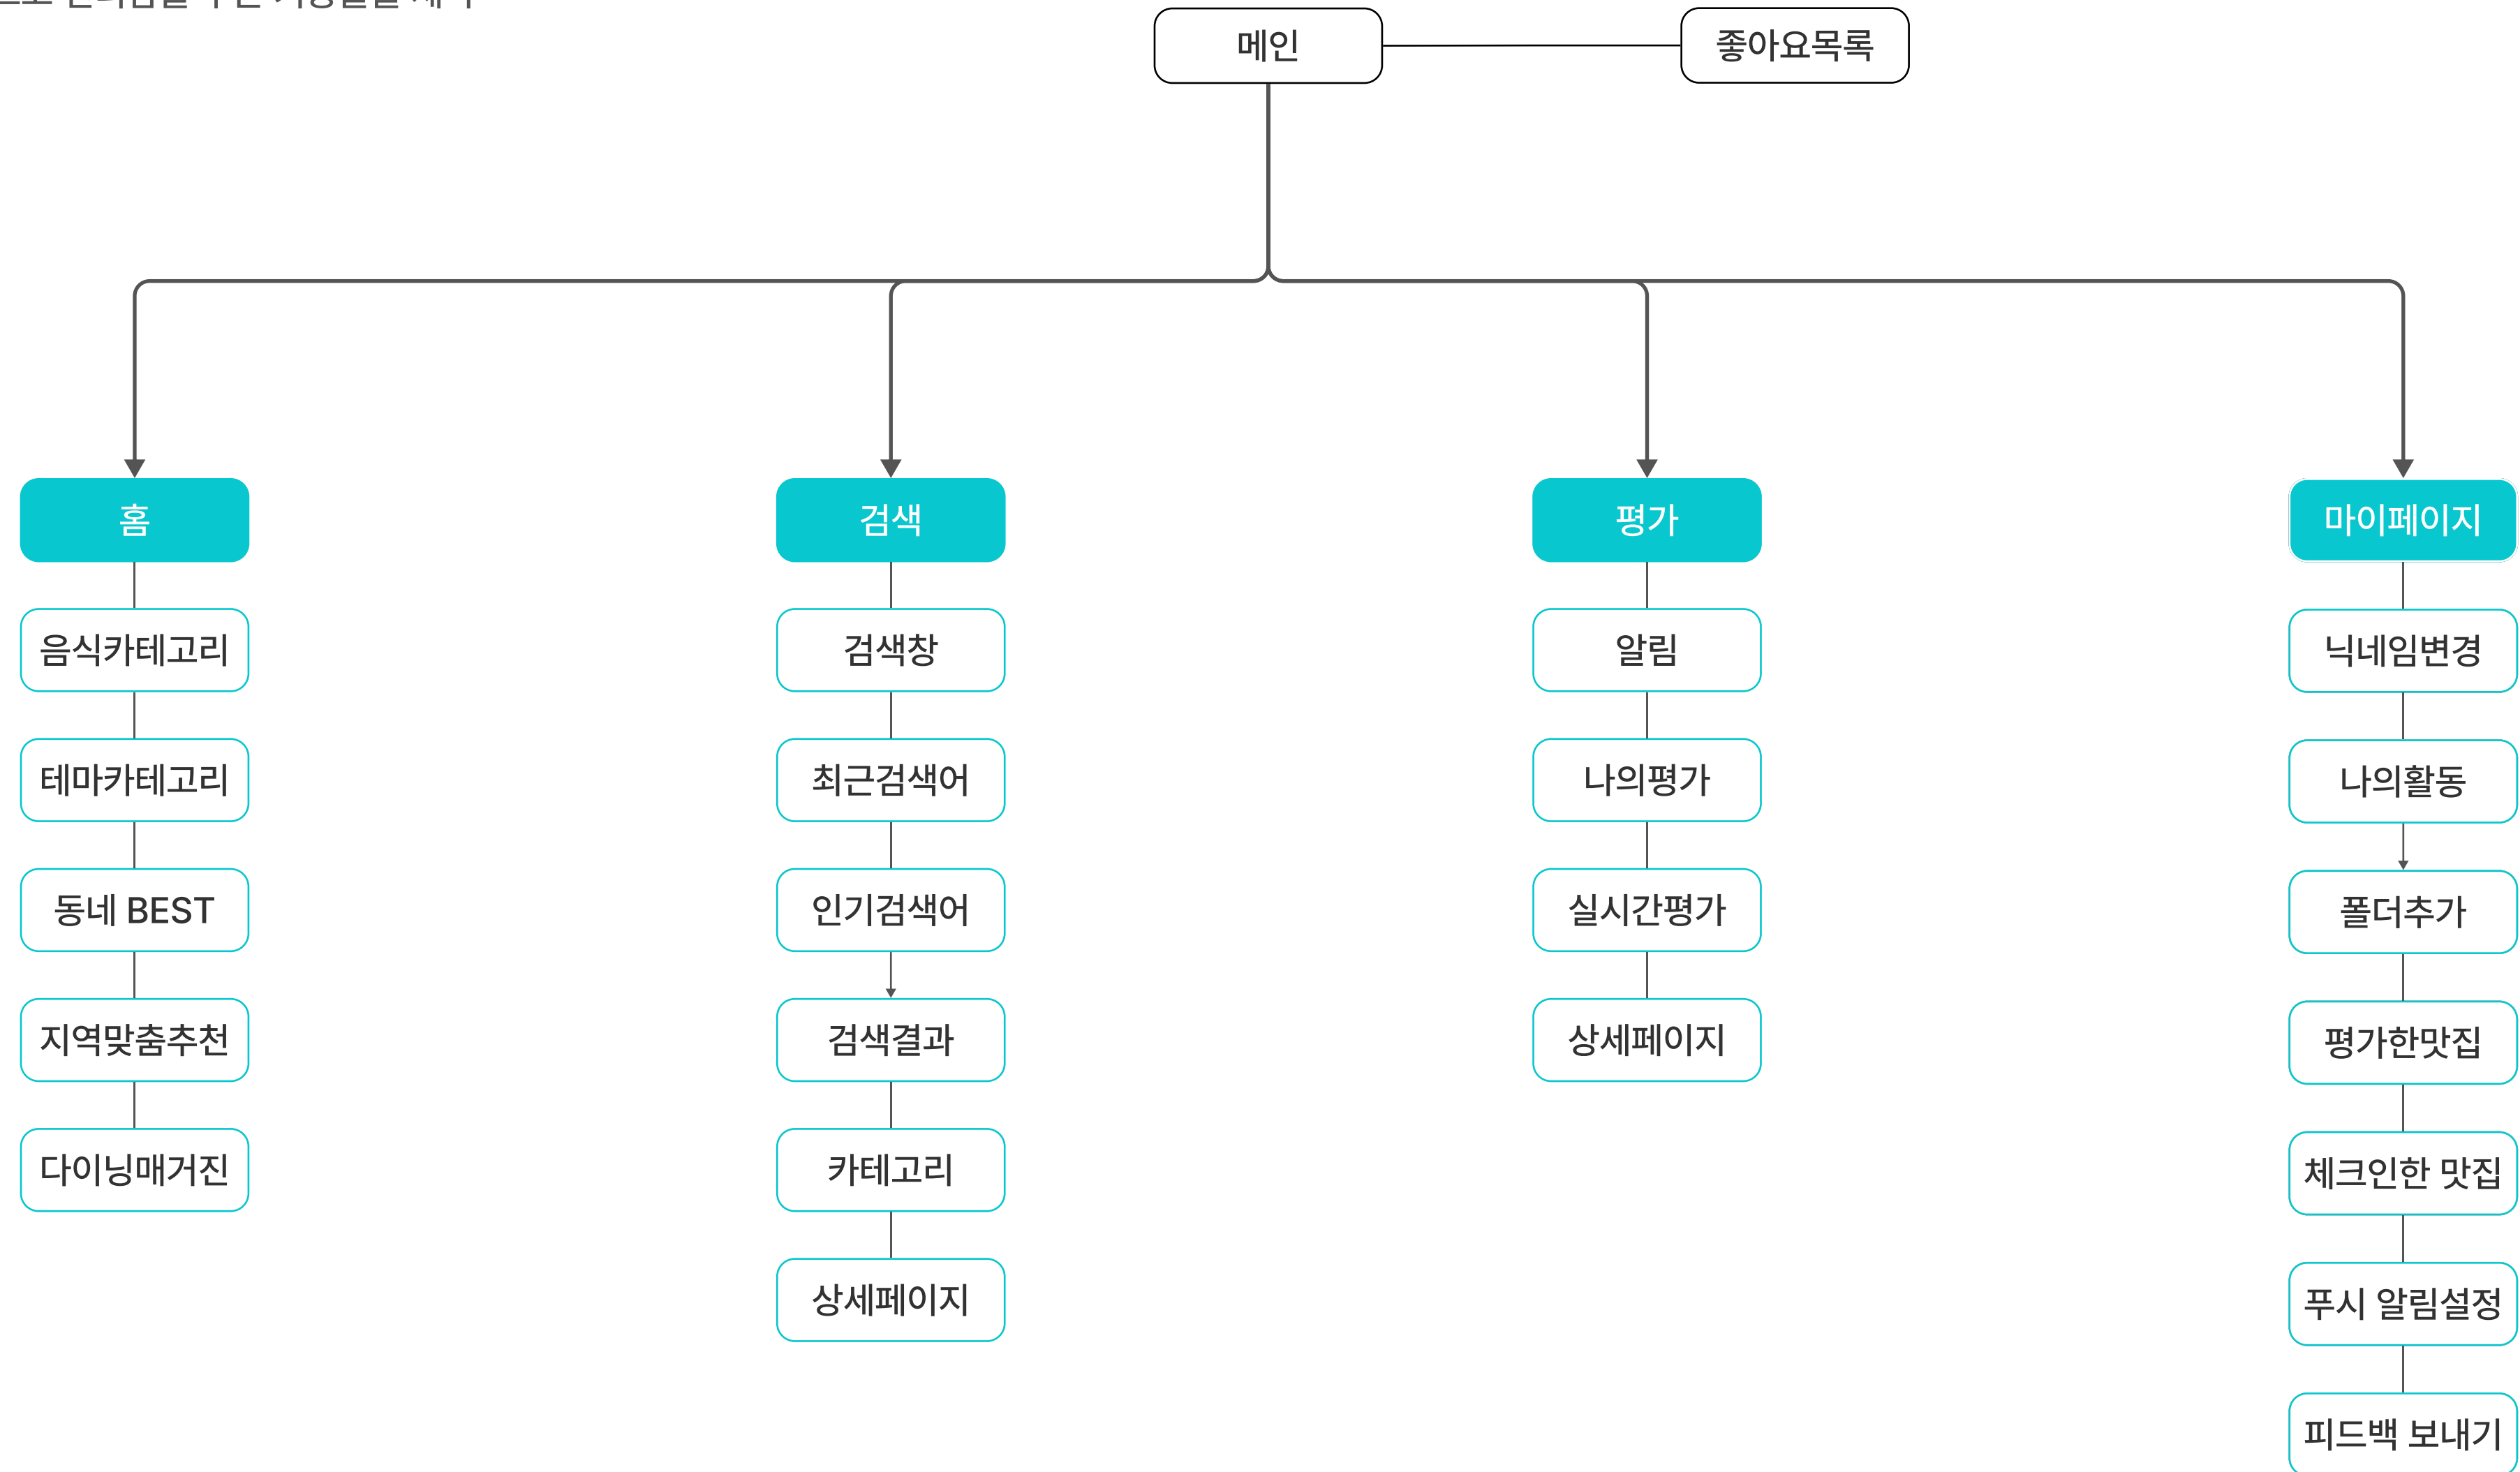 메인
좋아요목록
홈
음식카테고리
테마카테고리
동네 BEST
지역맞춤추천
다이닝매거진
검색
검색창
최근검색어
인기검색어
검색결과
카테고리
상세페이지
평가
알림
나의평가
실시간평가
상세페이지
마이페이지
닉네임변경
나의활동
폴더추가
평가한맛집
체크인한 맛집
푸시 알림설정
피드백 보내기